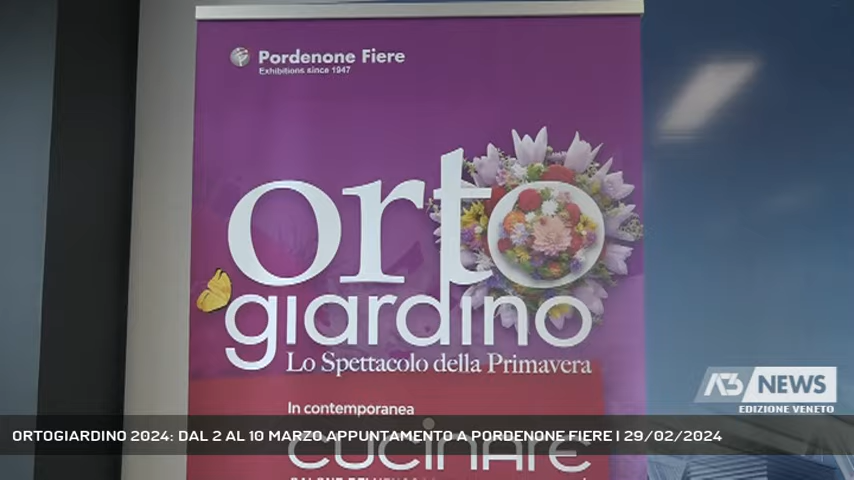 Pordenone Fiere
Exhibitions since 1947
orto
giardino
Lo Spettacolo della Primavera
In contemporanea
CUCINARE
A3 NEWS
EDIZIONE VENETO
ORTOGIARDINO 2024: DAL 2 AL 10 MARZO APPUNTAMENTO A PORDENONE FIERE | 29/02/2024